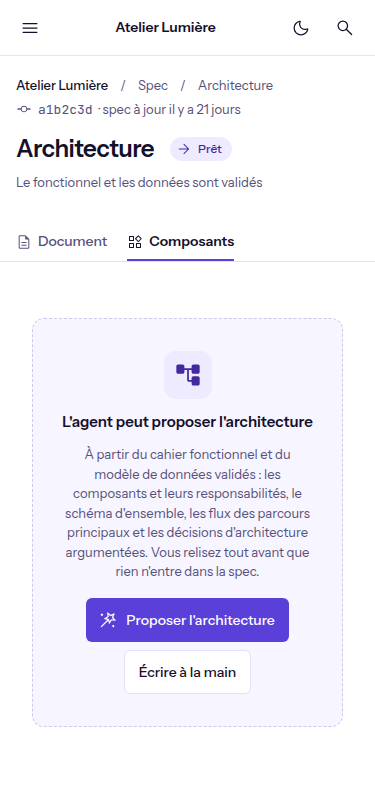 Atelier Lumière
Atelier Lumière / Spec / Architecture
a1b2c3d · spec à jour il y a 21 jours
Architecture
Prêt
Le fonctionnel et les données sont validés
Document
Composants
L'agent peut proposer l'architecture
À partir du cahier fonctionnel et du
modèle de données validés : les
composants et leurs responsabilités, le
schéma d'ensemble, les flux des parcours
principaux et les décisions d'architecture
argumentées. Vous relisez tout avant que
rien n'entre dans la spec.
Proposer l'architecture
Écrire à la main